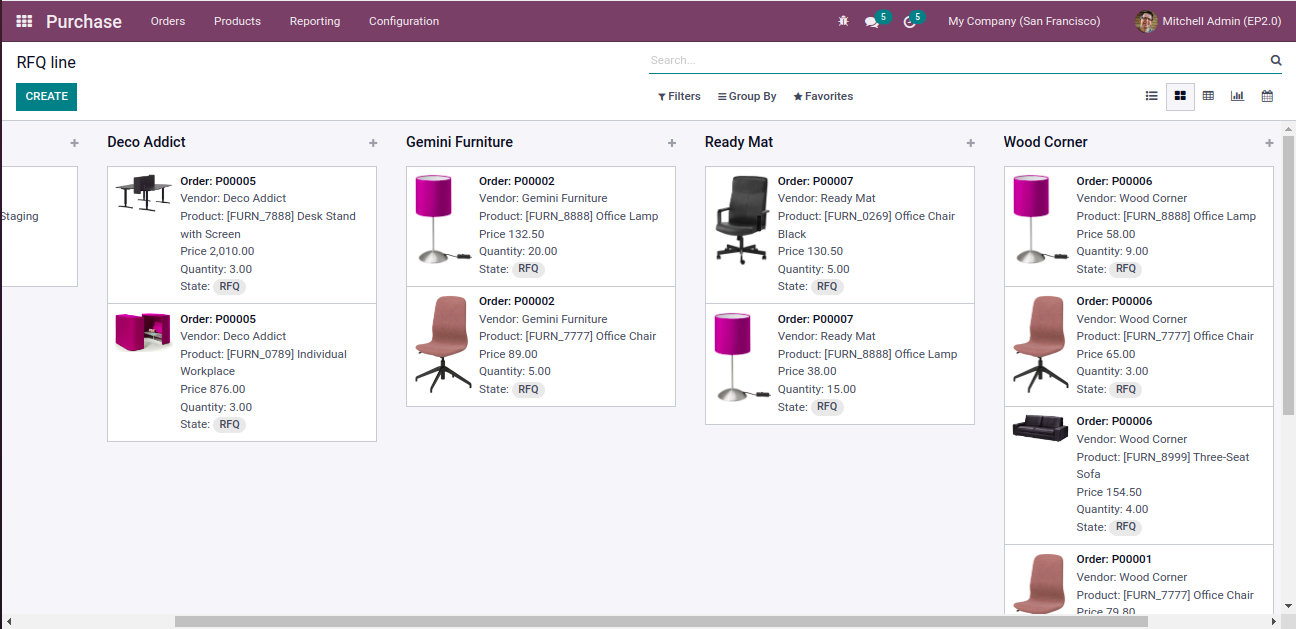 Purchase Orders Products Reporting Configuration 5 5 My Company (San Francisco) Mitchell Admin (EP2.0)
RFQ line
Search...
CREATE
Filters Group By Favorites
Staging
Deco Addict
Order: P00005
Vendor: Deco Addict
Product: [FURN_7888] Desk Stand
with Screen
Price 2,010.00
Quantity: 3.00
State: RFQ
Order: P00005
Vendor: Deco Addict
Product: [FURN_0789] Individual
Workplace
Price 876.00
Quantity: 3.00
State: RFQ
Gemini Furniture
Order: P00002
Vendor: Gemini Furniture
Product: [FURN_8888] Office Lamp
Price 132.50
Quantity: 20.00
State: RFQ
Order: P00002
Vendor: Gemini Furniture
Product: [FURN_7777] Office Chair
Price 89.00
Quantity: 5.00
State: RFQ
Ready Mat
Order: P00007
Vendor: Ready Mat
Product: [FURN_0269] Office Chair
Black
Price 130.50
Quantity: 5.00
State: RFQ
Order: P00007
Vendor: Ready Mat
Product: [FURN_8888] Office Lamp
Price 38.00
Quantity: 15.00
State: RFQ
Wood Corner
Order: P00006
Vendor: Wood Corner
Product: [FURN_8888] Office Lamp
Price 58.00
Quantity: 9.00
State: RFQ
Order: P00006
Vendor: Wood Corner
Product: [FURN_7777] Office Chair
Price 65.00
Quantity: 3.00
State: RFQ
Order: P00006
Vendor: Wood Corner
Product: [FURN_8999] Three-Seat
Sofa
Price 154.50
Quantity: 4.00
State: RFQ
Order: P00001
Vendor: Wood Corner
Product: [FURN_7777] Office Chair
Price 79.80